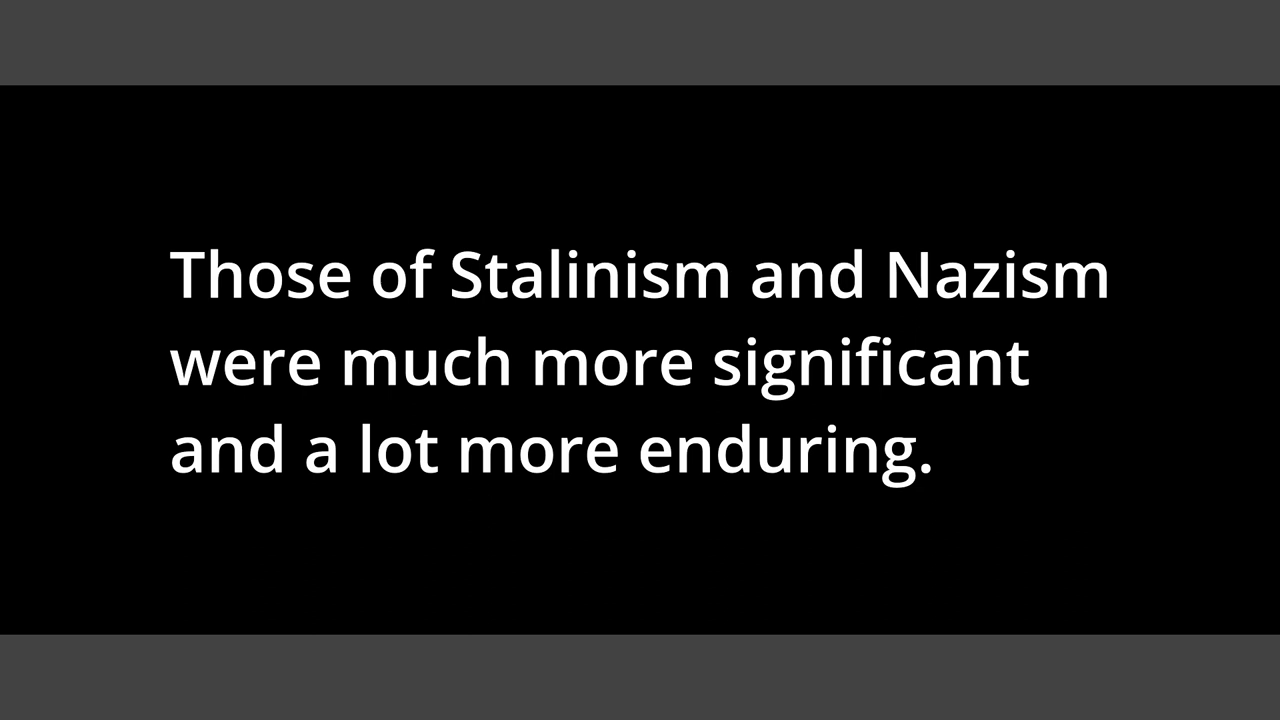 Those of Stalinism and Nazism
were much more significant
and a lot more enduring.